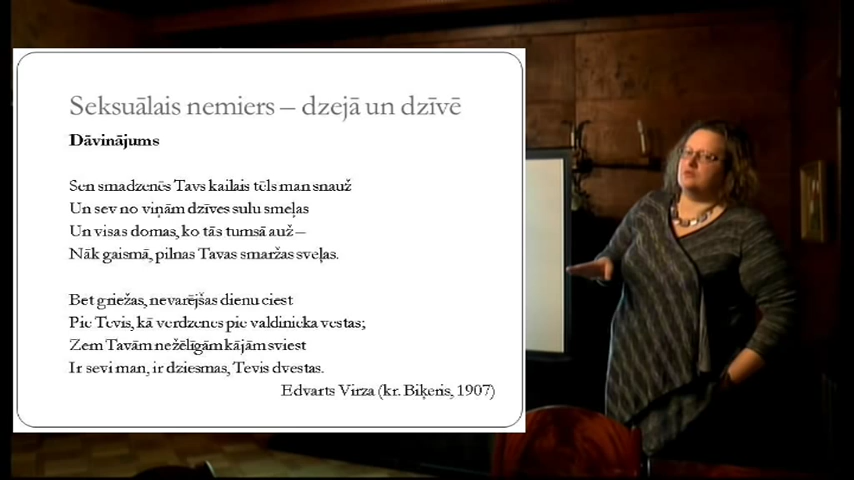 Seksuālais nemiers – dzejā un dzīvē
Dāvinājums
Sen smadzenēs Tavs kailais tēls man snauž
Un sev no viņām dzīves sulu smeļas
Un visas domas, ko tās tumsā auž –
Nāk gaismā, pilnas Tavas smaržas sveļas.
Bet griežas, nevarējšas dienu ciest
Pie Tevis, kā verdzenes pie valdinieka vestas;
Zem Tavām nežēlīgām kājām sviest
Ir sevi man, ir dziesmas, Tevis dvestas.
Edvarts Virza (kr. Biķeris, 1907)